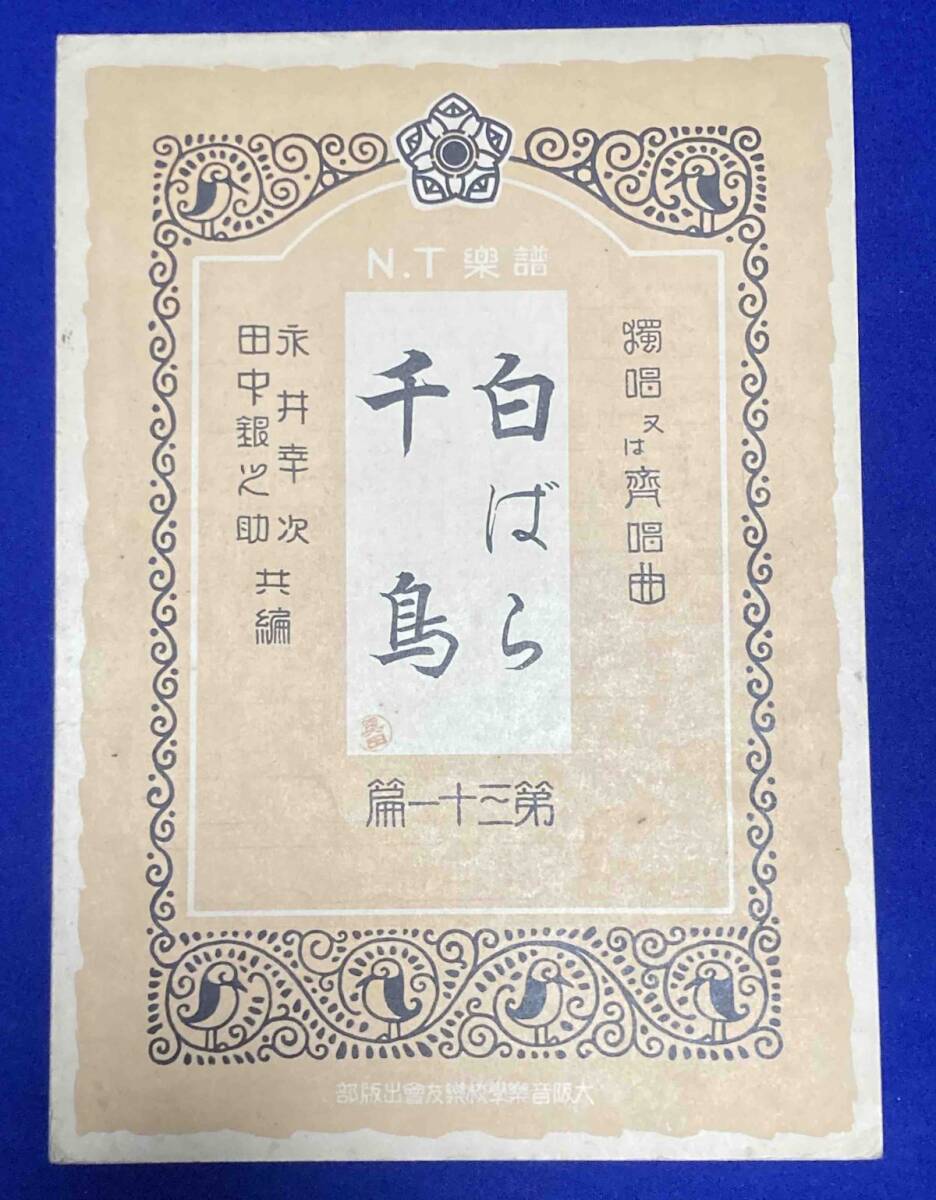 N.T樂譜
獨唱又は齊唱曲
白ばら
千鳥
永井幸次
田中銀之助
共編
第三十一篇
大阪音樂學校樂友會出版部